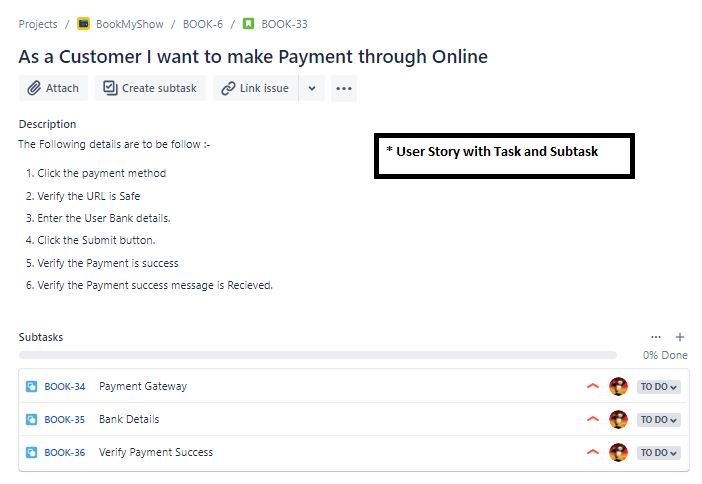 Projects / BookMyShow / BOOK-6 / BOOK-33
As a Customer I want to make Payment through Online
Attach Create subtask Link issue
Description
The Following details are to be follow :-
* User Story with Task and Subtask
1. Click the payment method
2. Verify the URL is Safe
3. Enter the User Bank details.
4. Click the Submit button.
5. Verify the Payment is success
6. Verify the Payment success message is Recieved.
Subtasks
0% Done
BOOK-34 Payment Gateway TO DO
BOOK-35 Bank Details TO DO
BOOK-36 Verify Payment Success TO DO